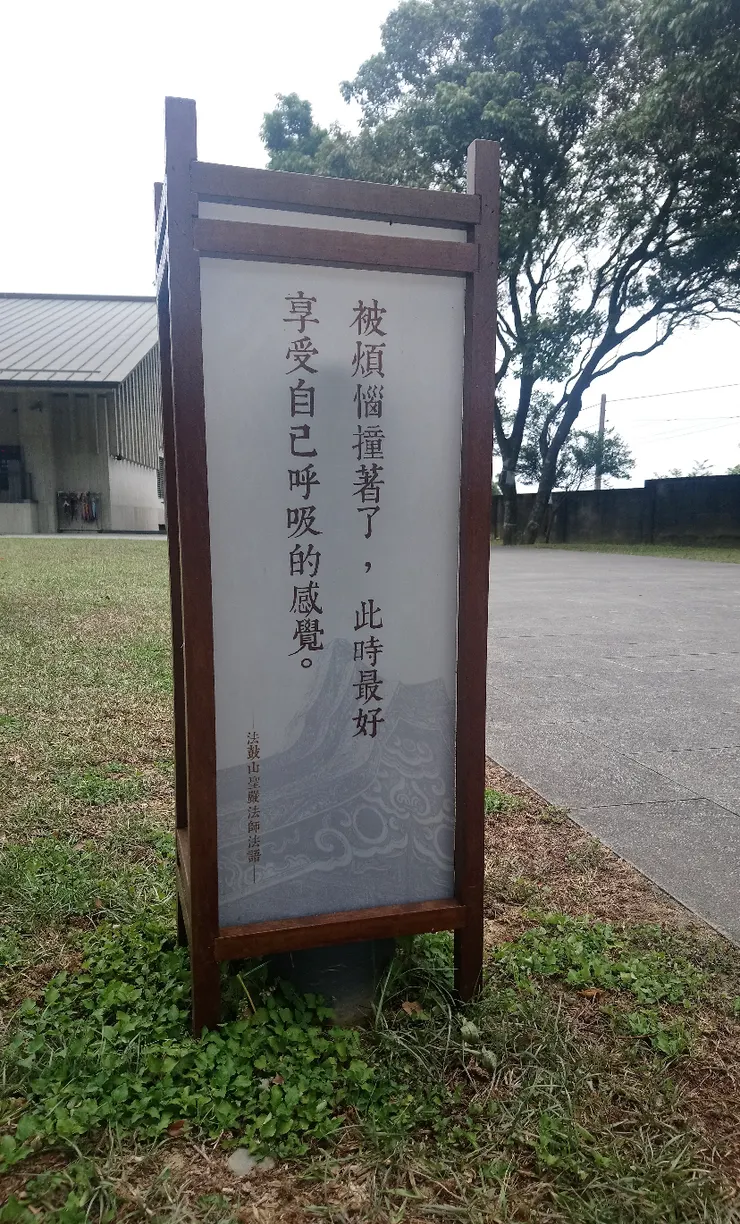 被煩惱撞著了，此時最好
享受自己呼吸的感覺。
—法鼓山聖嚴法師法語—